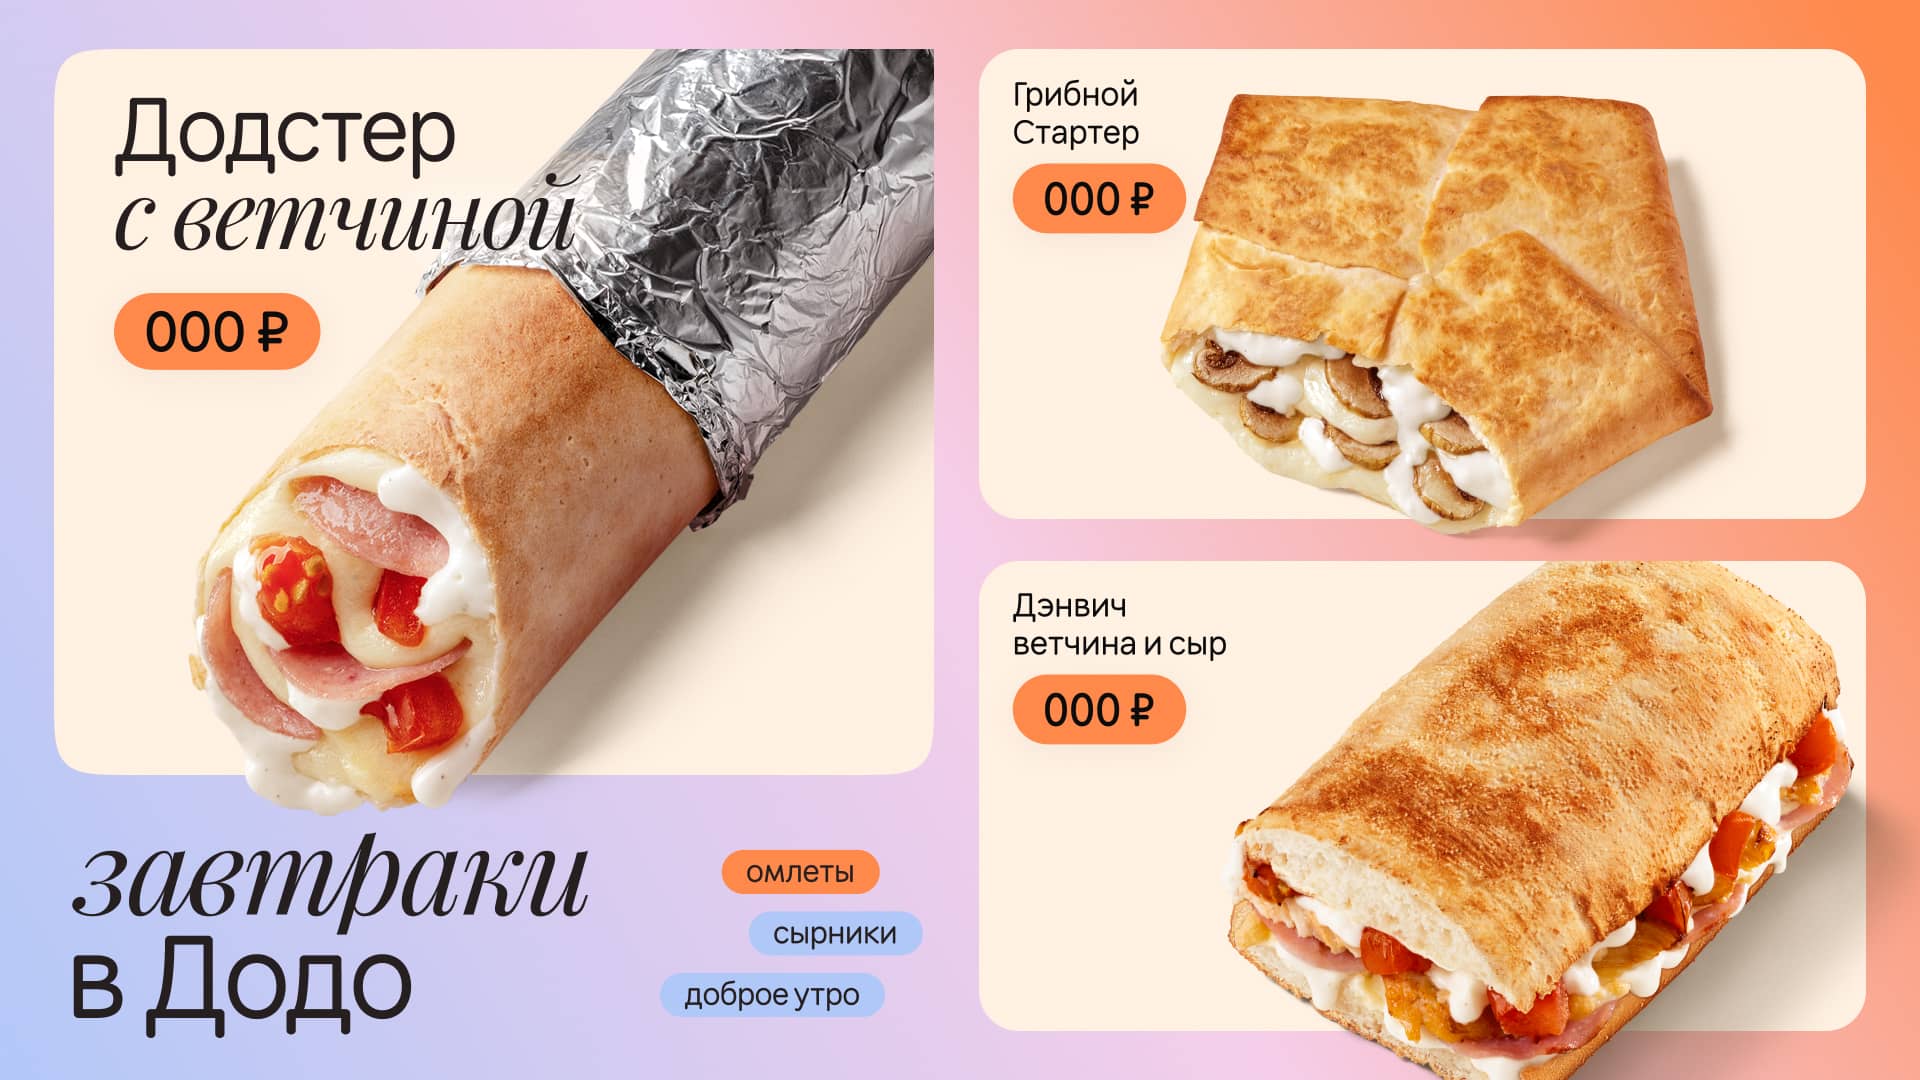 Додстер
с ветчиной
000 ₽
Грибной
Стартер
000 ₽
Дэнвич
ветчина и сыр
000 ₽
завтраки
в Додо
омлеты
сырники
доброе утро